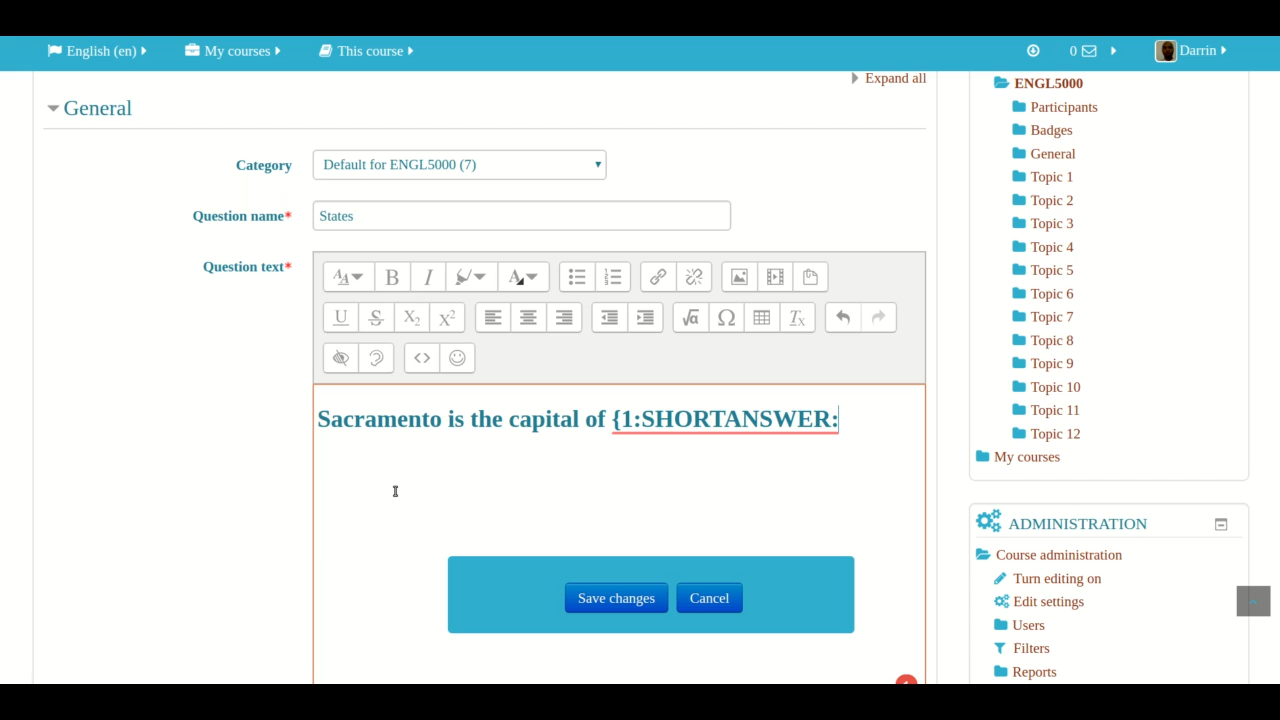 English (en)
My courses
This course
0
Darrin
Expand all
General
Category
Default for ENGL5000 (7)
Question name*
States
Question text*
Sacramento is the capital of {1:SHORTANSWER:
Save changes
Cancel
ENGL5000
Participants
Badges
General
Topic 1
Topic 2
Topic 3
Topic 4
Topic 5
Topic 6
Topic 7
Topic 8
Topic 9
Topic 10
Topic 11
Topic 12
My courses
ADMINISTRATION
Course administration
Turn editing on
Edit settings
Users
Filters
Reports